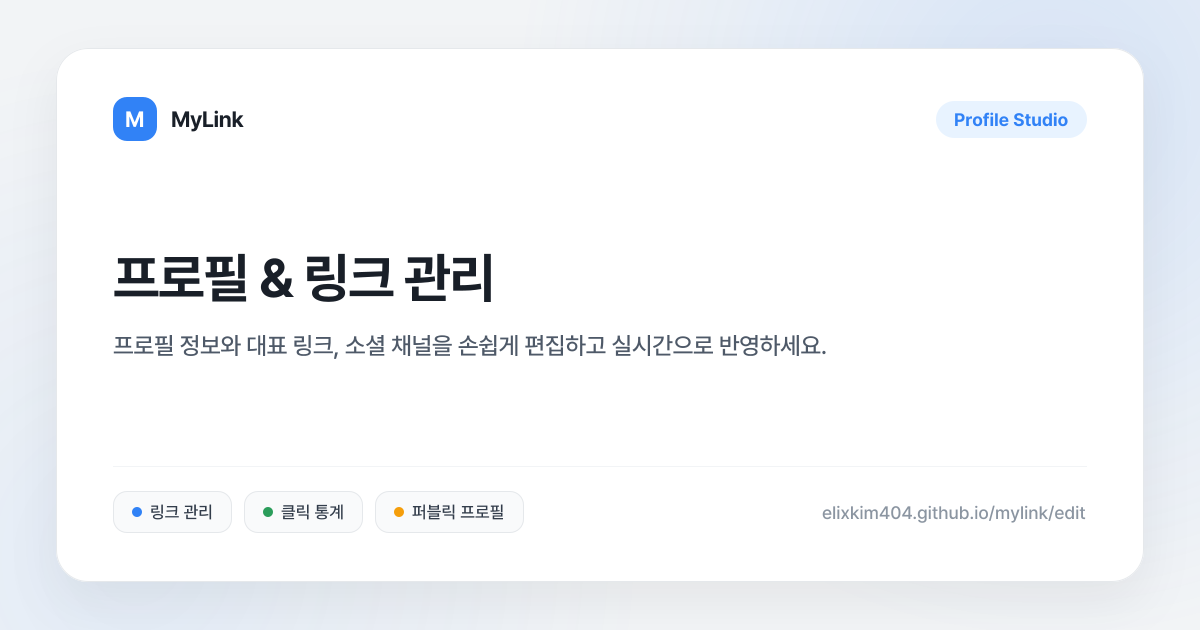 M MyLink
Profile Studio
프로필 & 링크 관리
프로필 정보와 대표 링크, 소셜 채널을 손쉽게 편집하고 실시간으로 반영하세요.
링크 관리
클릭 통계
퍼블릭 프로필
elixkim404.github.io/mylink/edit